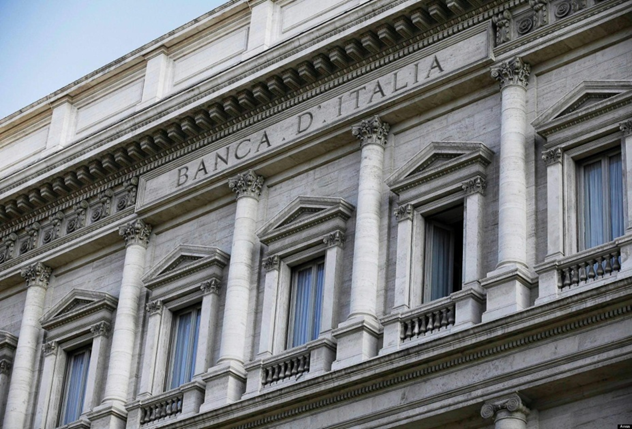 BANCA . D . ITALIA